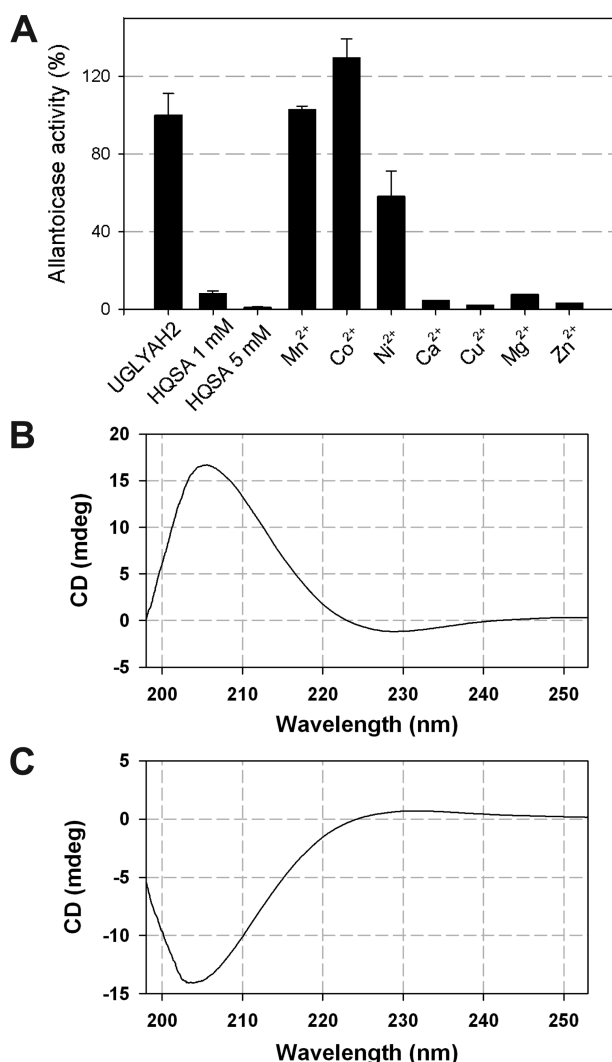 A
Allantoicase activity (%)
120
80
40
0
UGLYAH2
HQSA 1 mM
HQSA 5 mM
Mn²⁺
Co²⁺
Ni²⁺
Ca²⁺
Cu²⁺
Mg²⁺
Zn²⁺
B
CD (mdeg)
20
15
10
5
0
-5
200 210 220 230 240 250
Wavelength (nm)
C
CD (mdeg)
5
0
-5
-10
-15
200 210 220 230 240 250
Wavelength (nm)